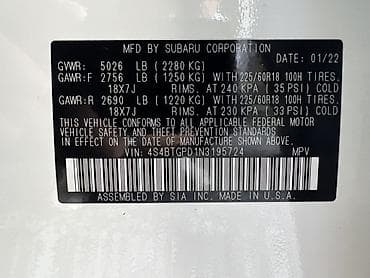 MFD BY SUBARU CORPORATION
GVWR: 5026 LB (2280 KG) DATE: 01/22
GAWR:F 2756 LB (1250 KG) WITH 225/60R18 100H TIRES.
18X7J RIMS, AT 240 KPA (35 PSI) COLD
GAWR:R 2690 LB (1220 KG) WITH 225/60R18 100H TIRES.
18X7J RIMS, AT 230 KPA (33 PSI) COLD
THIS VEHICLE CONFORMS TO ALL APPLICABLE FEDERAL MOTOR
VEHICLE SAFETY, BUMPER, AND THEFT PREVENTION STANDARDS
IN EFFECT ON THE DATE OF MANUFACTURE SHOWN ABOVE.
VIN: 4S4BTGPD1N3195724 MPV
ASSEMBLED BY SIA INC. MADE IN U.S.A.